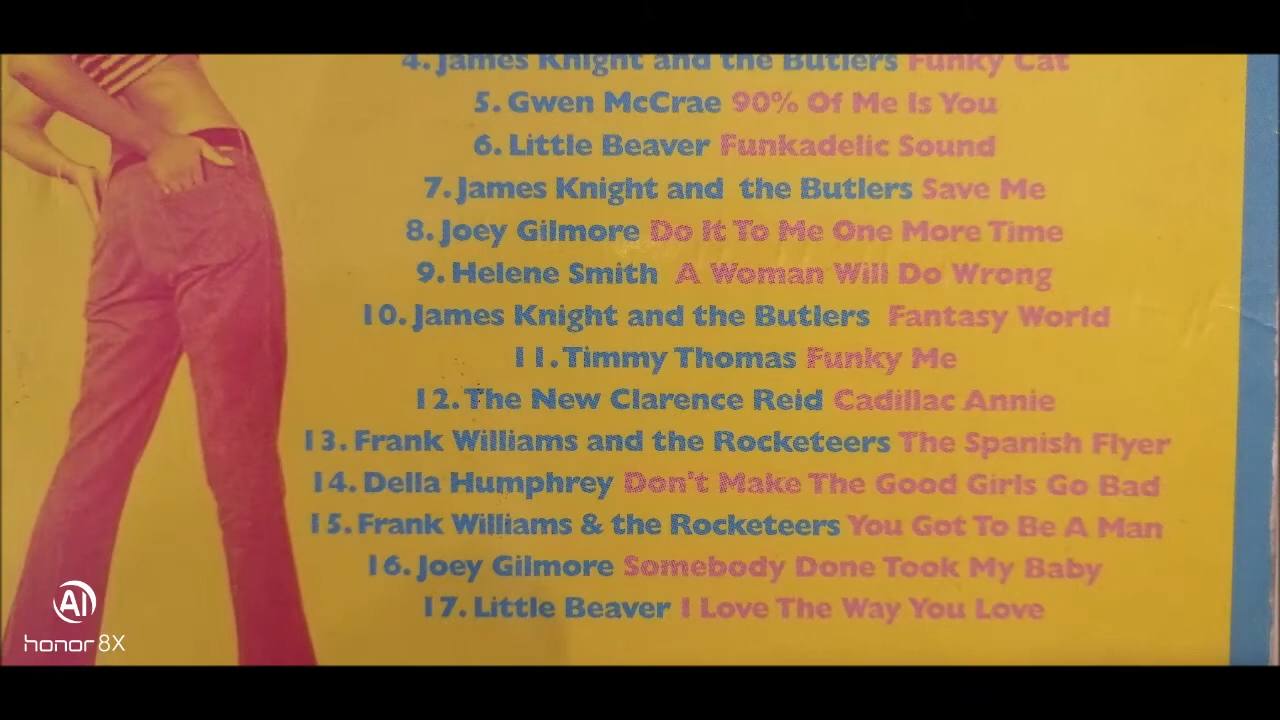 4. James Knight and the Butlers Funky Cat
5. Gwen McCrae 90% Of Me Is You
6. Little Beaver Funkadelic Sound
7. James Knight and the Butlers Save Me
8. Joey Gilmore Do It To Me One More Time
9. Helene Smith A Woman Will Do Wrong
10. James Knight and the Butlers Fantasy World
11. Timmy Thomas Funky Me
12. The New Clarence Reid Cadillac Annie
13. Frank Williams and the Rocketeers The Spanish Flyer
14. Della Humphrey Don't Make The Good Girls Go Bad
15. Frank Williams & the Rocketeers You Got To Be A Man
16. Joey Gilmore Somebody Done Took My Baby
17. Little Beaver I Love The Way You Love
AI
honor 8X